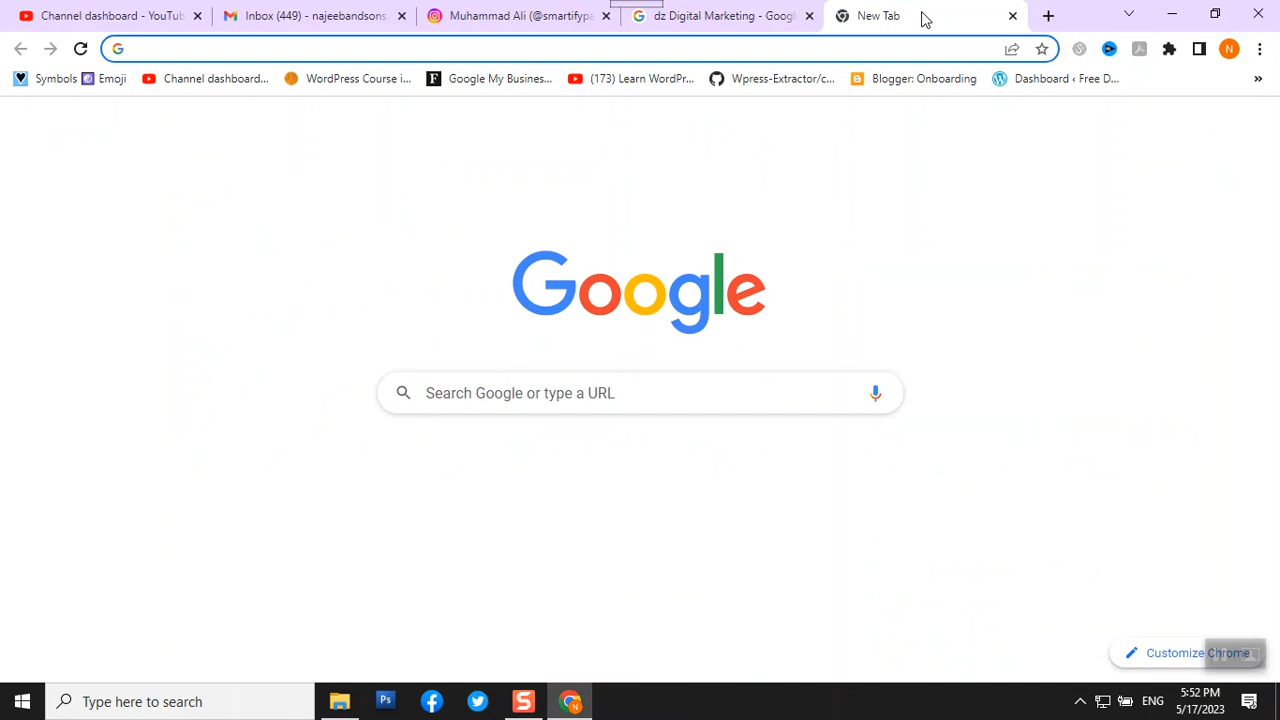 Channel dashboard - YouTub
Inbox (449) - najeebandsons.
Muhammad Ali (@smartifypa
dz Digital Marketing - Googl
New Tab
Symbols
Emoji
Channel dashboard...
WordPress Course i...
Google My Busines...
(173) Learn WordPr...
Wpress-Extractor/c...
Blogger: Onboarding
Dashboard ‹ Free D...
»
N
Google
Search Google or type a URL
Customize Chrome
Type here to search
Ps
ENG
5:52 PM
5/17/2023